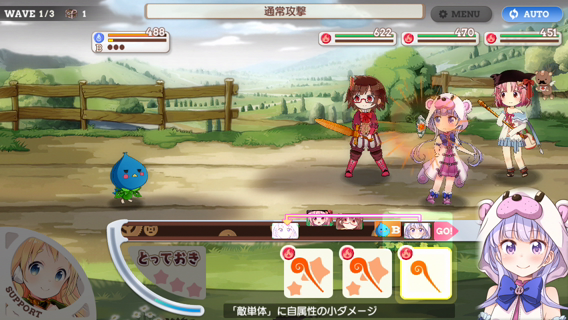 WAVE 1/3 1
通常攻撃
MENU
AUTO
488
B
622
470
451
B
GO!
とっておき
SUPPORT
「敵単体」に自属性の小ダメージ